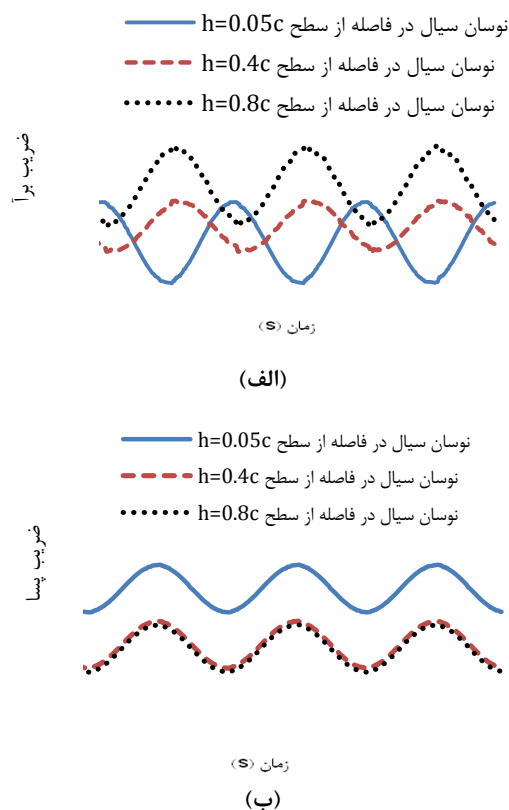 نوسان سیال در فاصله از سطح h=0.05c
نوسان سیال در فاصله از سطح h=0.4c
نوسان سیال در فاصله از سطح h=0.8c
ضریب برآ
زمان (s)
(الف)
نوسان سیال در فاصله از سطح h=0.05c
نوسان سیال در فاصله از سطح h=0.4c
نوسان سیال در فاصله از سطح h=0.8c
ضریب پسا
زمان (s)
(ب)